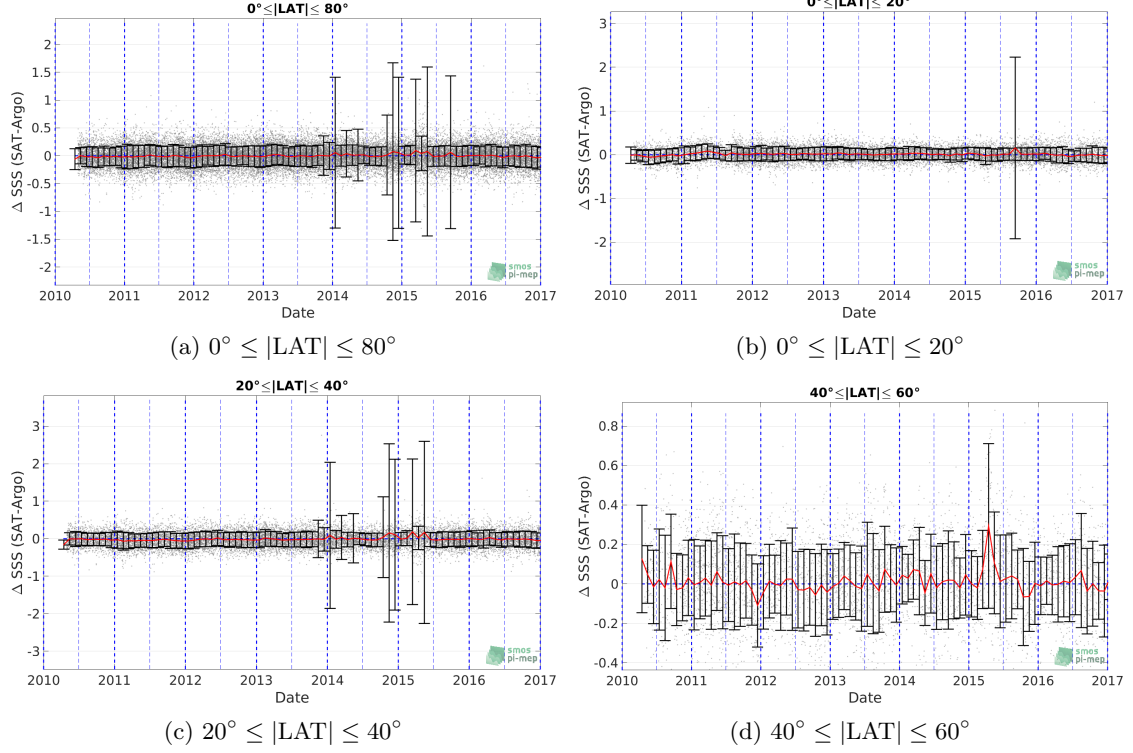 0°≤|LAT|≤ 80°
Δ SSS (SAT-Argo)
2
1.5
1
0.5
0
-0.5
-1
-1.5
-2
2010 2011 2012 2013 2014 2015 2016 2017
Date
smos
pi-mep
(a) 0° ≤ |LAT| ≤ 80°
0°≤|LAT|≤ 20°
Δ SSS (SAT-Argo)
3
2
1
0
-1
-2
2010 2011 2012 2013 2014 2015 2016 2017
Date
smos
pi-mep
(b) 0° ≤ |LAT| ≤ 20°
20°≤|LAT|≤ 40°
Δ SSS (SAT-Argo)
3
2
1
0
-1
-2
-3
2010 2011 2012 2013 2014 2015 2016 2017
Date
smos
pi-mep
(c) 20° ≤ |LAT| ≤ 40°
40°≤|LAT|≤ 60°
Δ SSS (SAT-Argo)
0.8
0.6
0.4
0.2
0
-0.2
-0.4
2010 2011 2012 2013 2014 2015 2016 2017
Date
smos
pi-mep
(d) 40° ≤ |LAT| ≤ 60°